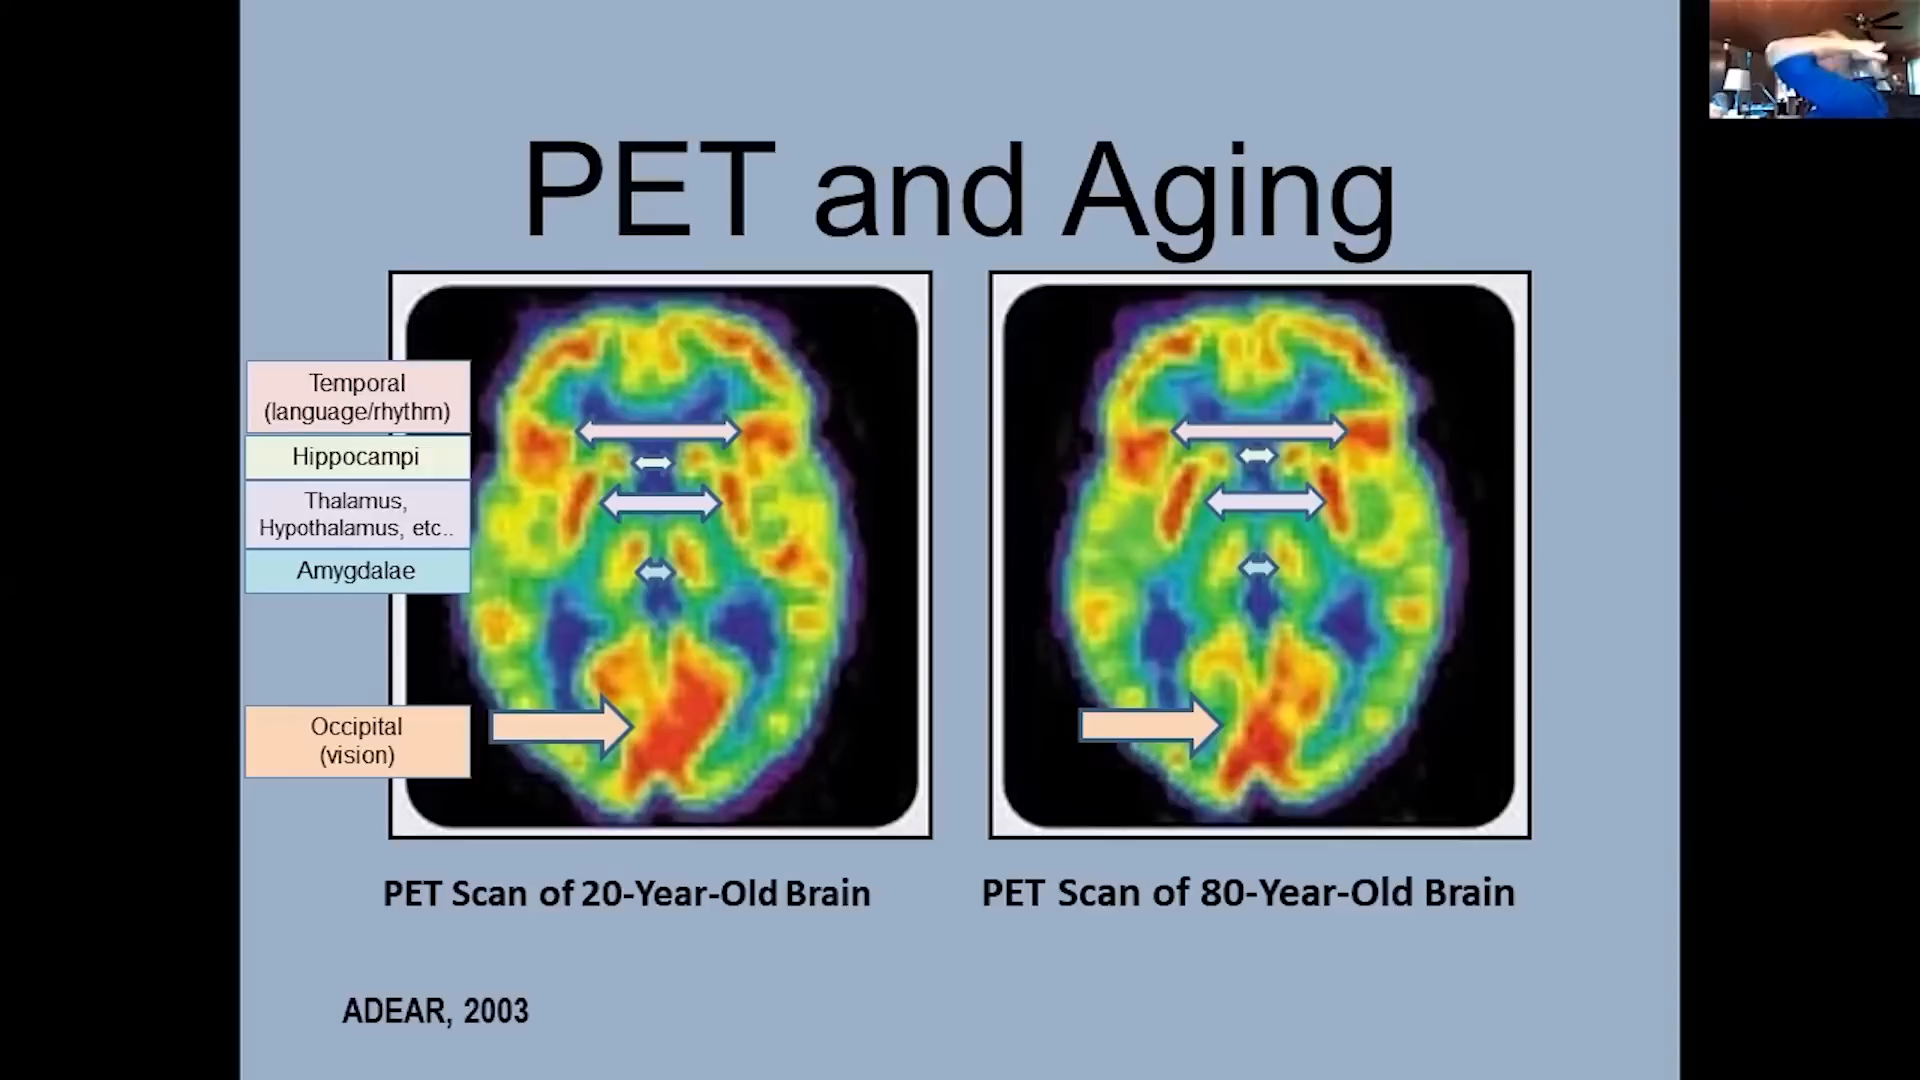 PET and Aging
Temporal
(language/rhythm)
Hippocampi
Thalamus,
Hypothalamus, etc..
Amygdalae
Occipital
(vision)
PET Scan of 20-Year-Old Brain
PET Scan of 80-Year-Old Brain
ADEAR, 2003